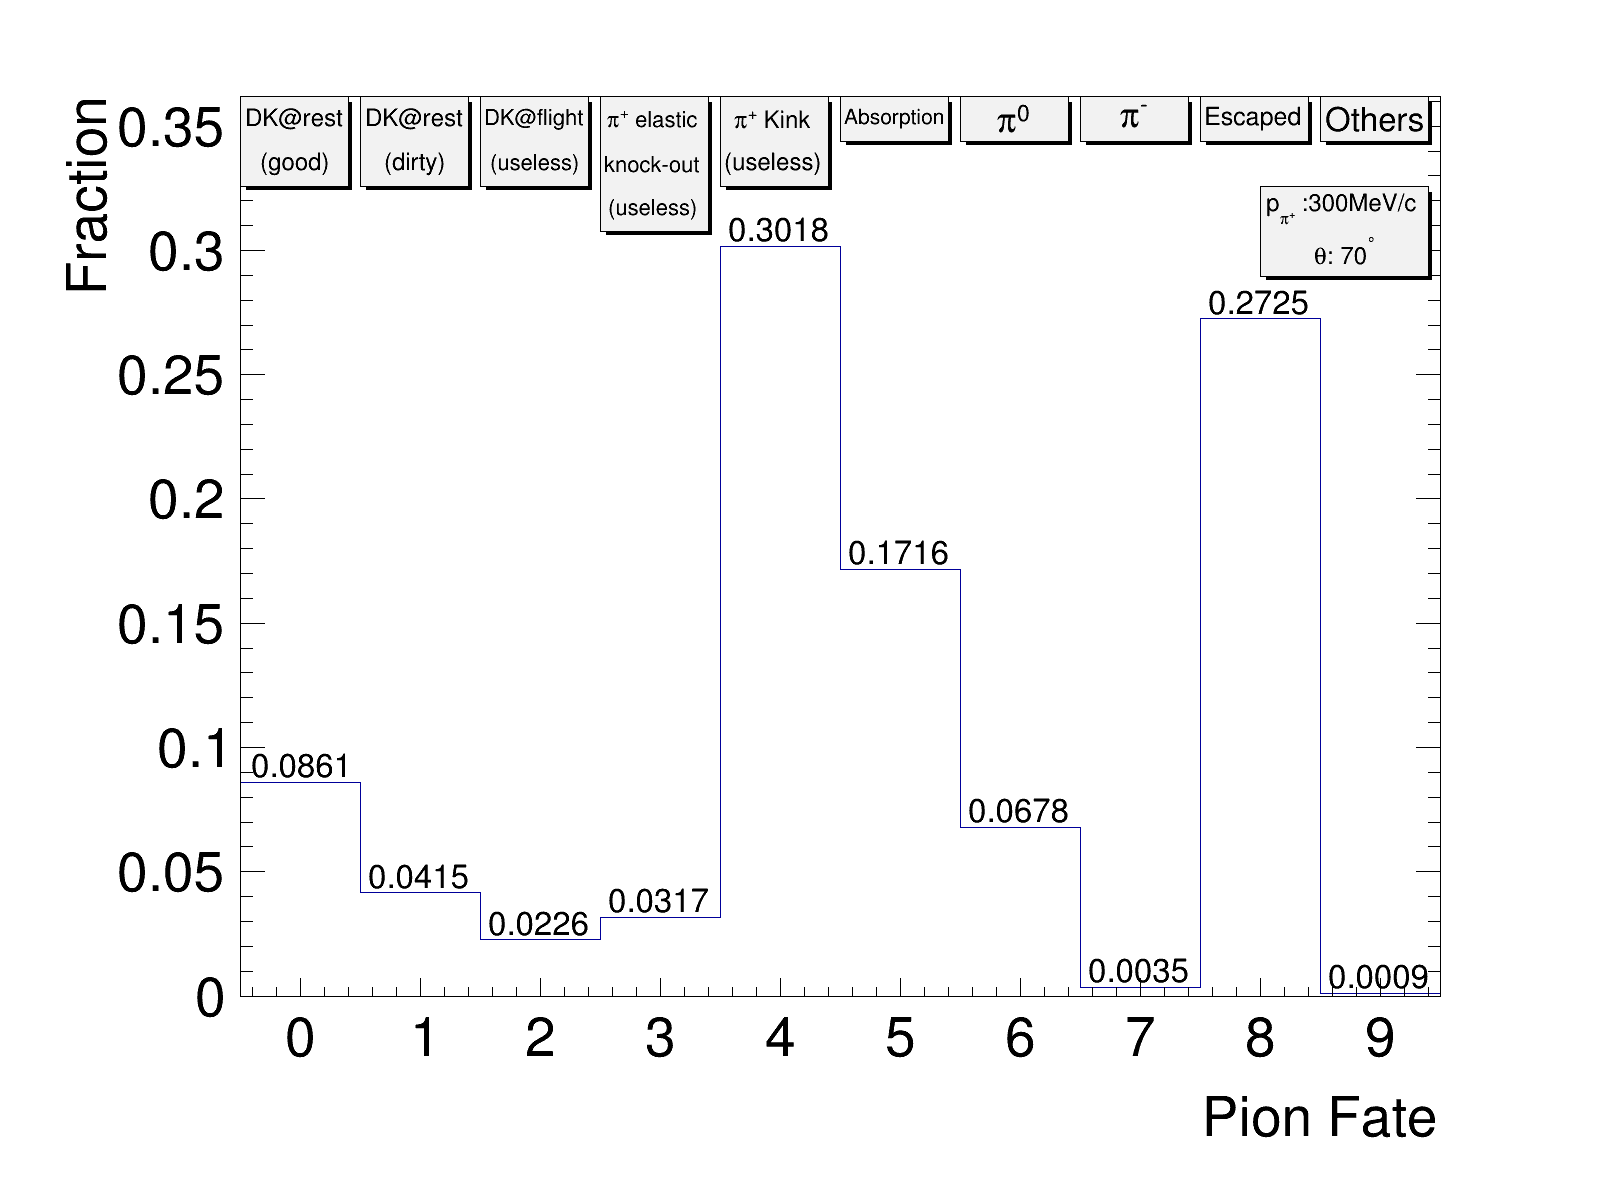 Fraction
0.35
0.3
0.25
0.2
0.15
0.1
0.05
0
DK@rest
(good)
DK@rest
(dirty)
DK@flight
(useless)
π⁺ elastic
knock-out
(useless)
π⁺ Kink
(useless)
Absorption
π⁰
π⁻
Escaped
Others
p_π⁺ :300MeV/c
θ: 70°
0.0861
0.0415
0.0226
0.0317
0.3018
0.1716
0.0678
0.0035
0.2725
0.0009
0 1 2 3 4 5 6 7 8 9
Pion Fate